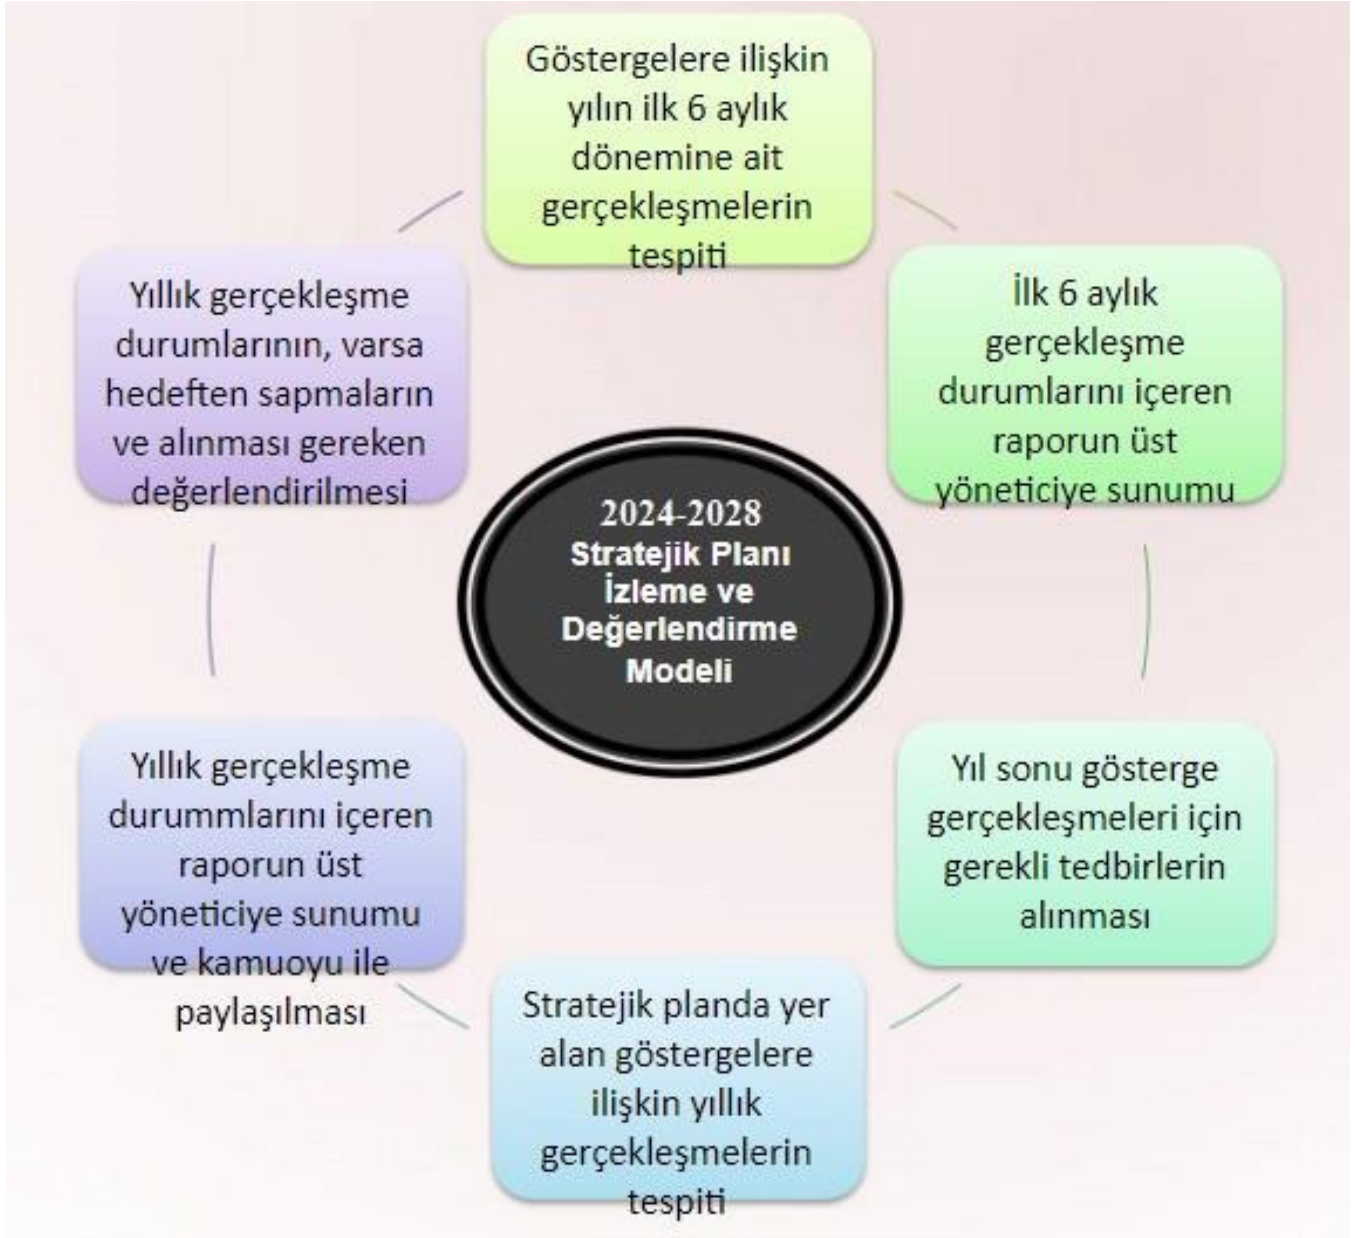 Göstergelere ilişkin
yılın ilk 6 aylık
dönemine ait
gerçekleşmelerin
tespiti
İlk 6 aylık
gerçekleşme
durumlarını içeren
raporun üst
yöneticiye sunumu
Yıl sonu gösterge
gerçekleşmeleri için
gerekli tedbirlerin
alınması
Stratejik planda yer
alan göstergelere
ilişkin yıllık
gerçekleşmelerin
tespiti
Yıllık gerçekleşme
durummlarını içeren
raporun üst
yöneticiye sunumu
ve kamuoyu ile
paylaşılması
Yıllık gerçekleşme
durumlarının, varsa
hedeften sapmaların
ve alınması gereken
değerlendirilmesi
2024-2028
Stratejik Planı
İzleme ve
Değerlendirme
Modeli